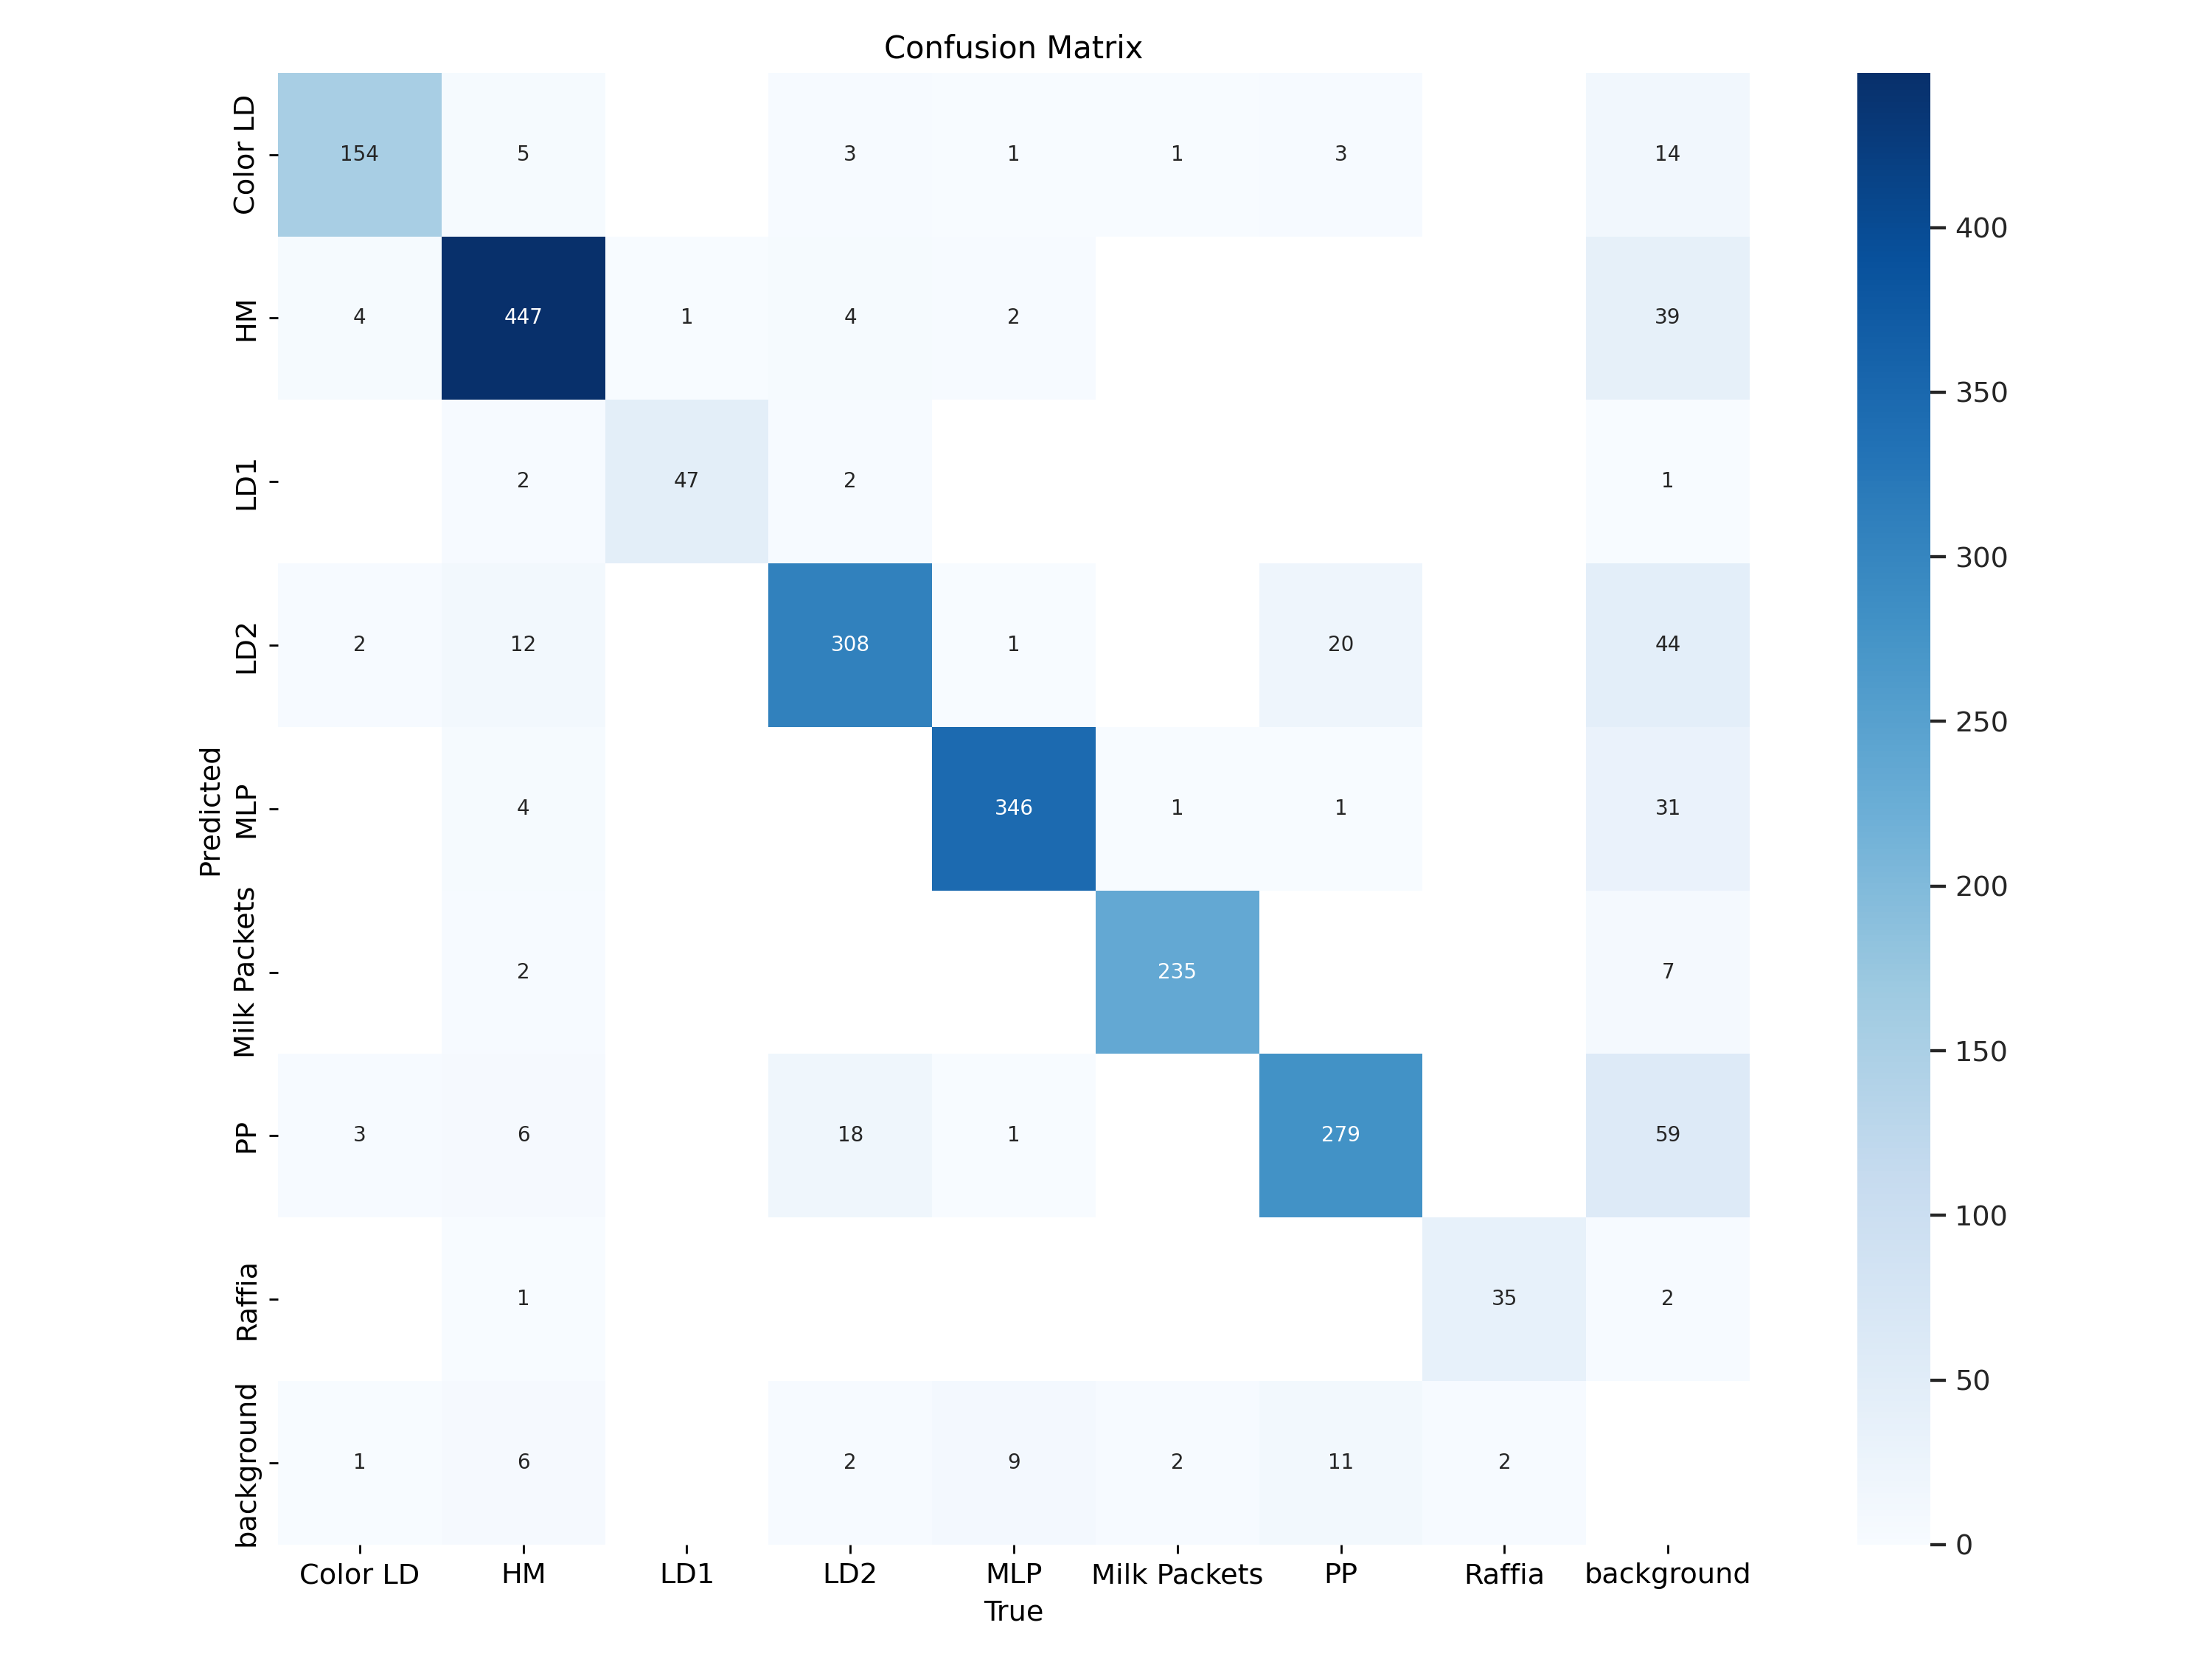 Confusion Matrix
Color LD
154 5 3 1 1 3 14
HM
4 447 1 4 2 39
LD1
2 47 2 1
LD2
2 12 308 1 20 44
MLP
4 346 1 1 31
Milk Packets
2 235 7
PP
3 6 18 1 279 59
Raffia
1 35 2
background
1 6 2 9 2 11 2
Predicted
Color LD HM LD1 LD2 MLP Milk Packets PP Raffia background
True
400
350
300
250
200
150
100
50
0